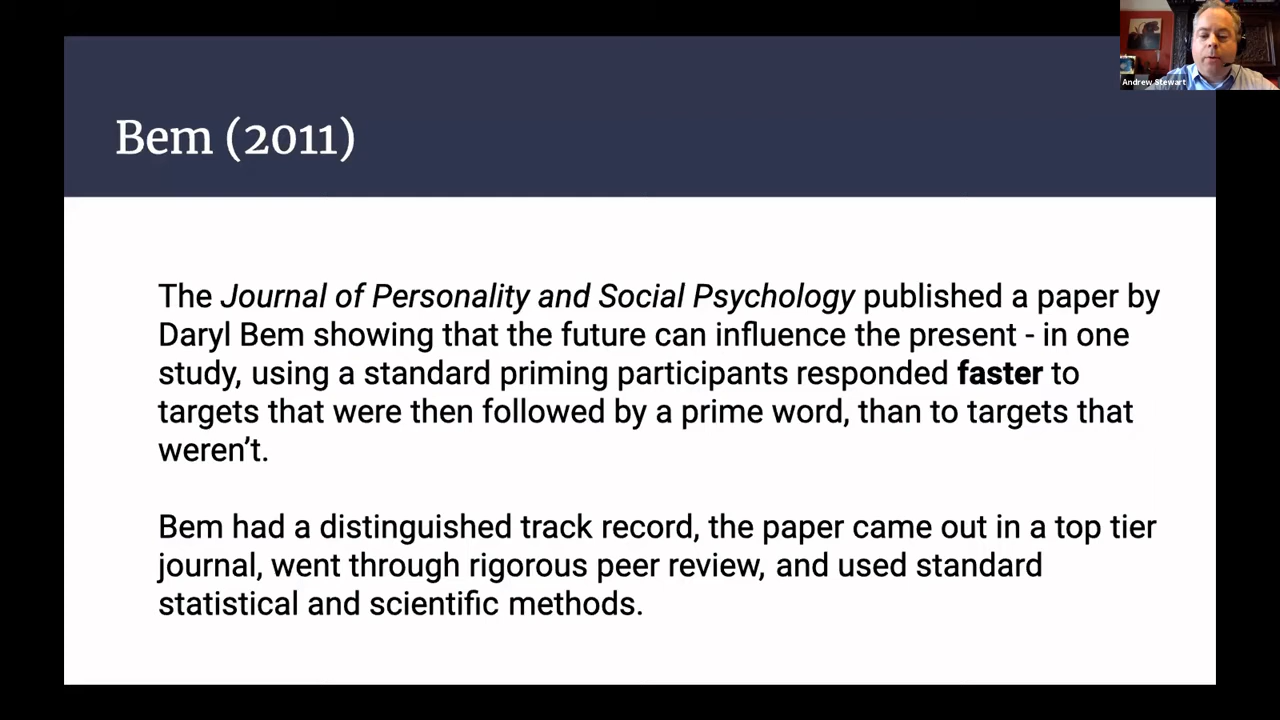 Andrew Stewart
Bem (2011)
The Journal of Personality and Social Psychology published a paper by
Daryl Bem showing that the future can influence the present - in one
study, using a standard priming participants responded faster to
targets that were then followed by a prime word, than to targets that
weren’t.
Bem had a distinguished track record, the paper came out in a top tier
journal, went through rigorous peer review, and used standard
statistical and scientific methods.